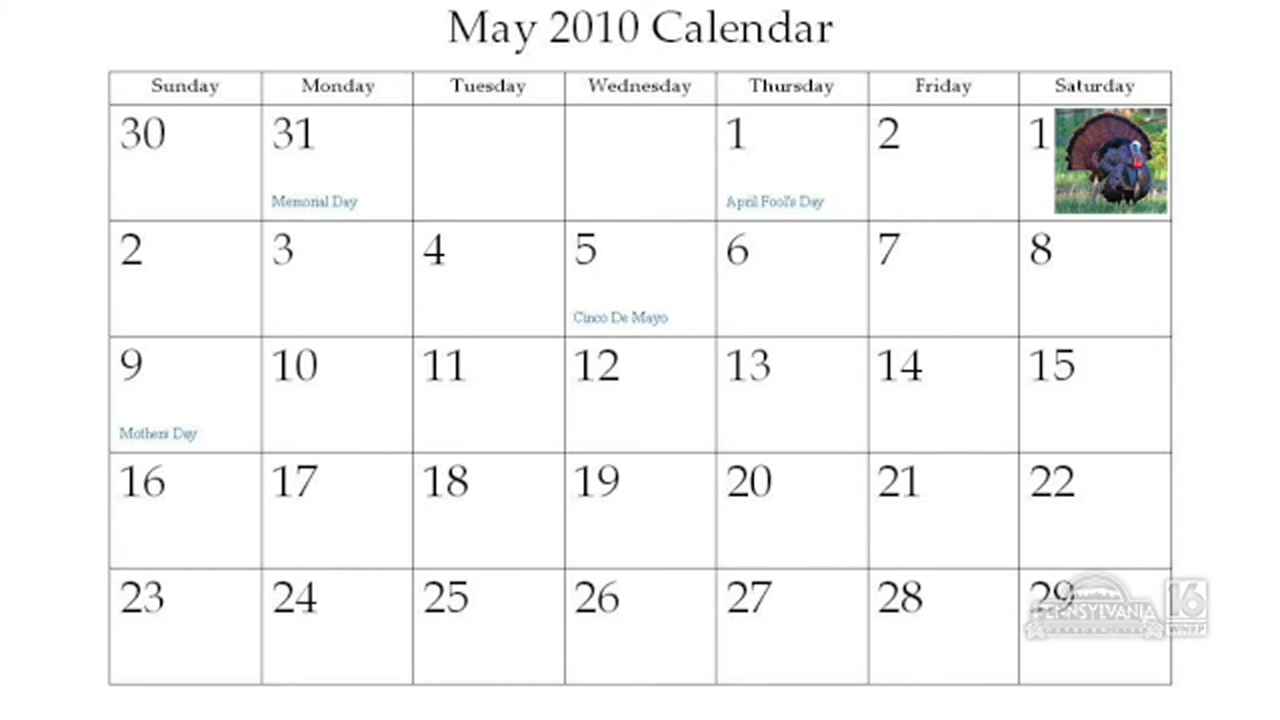 May 2010 Calendar
Sunday Monday Tuesday Wednesday Thursday Friday Saturday
30 31 1 2 1
Memorial Day April Fool's Day
2 3 4 5 6 7 8
Cinco De Mayo
9 10 11 12 13 14 15
Mothers Day
16 17 18 19 20 21 22
23 24 25 26 27 28 29
PENNSYLVANIA 16
WNEP